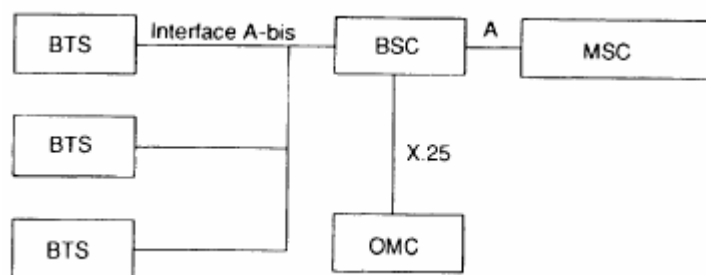 BTS
Interface A-bis
BSC
A
MSC
BTS
X.25
BTS
OMC